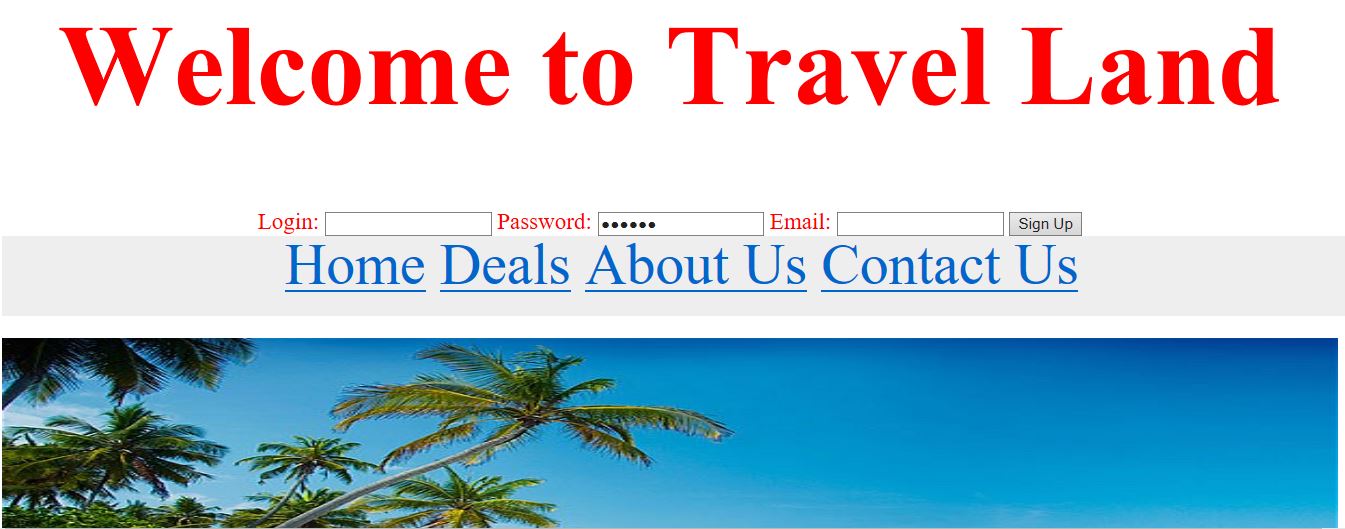 Welcome to Travel Land
Login: Password: •••••• Email: Sign Up
Home Deals About Us Contact Us